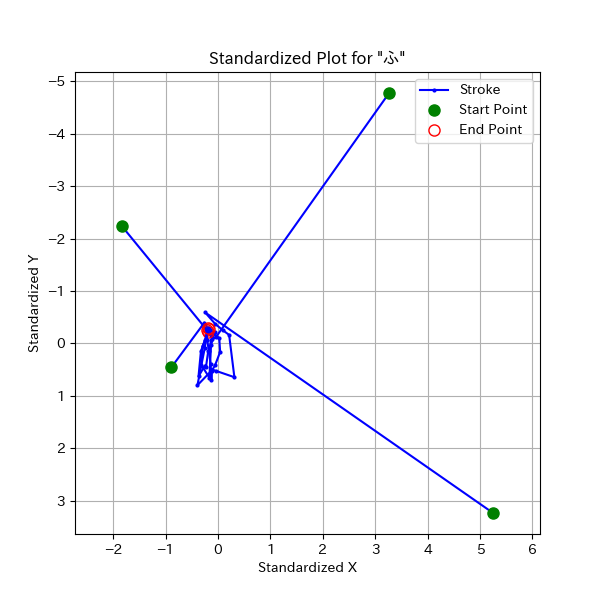 Standardized Plot for "ふ"
Stroke
Start Point
End Point
Standardized Y
−5
−4
−3
−2
−1
0
1
2
3
−2 −1 0 1 2 3 4 5 6
Standardized X